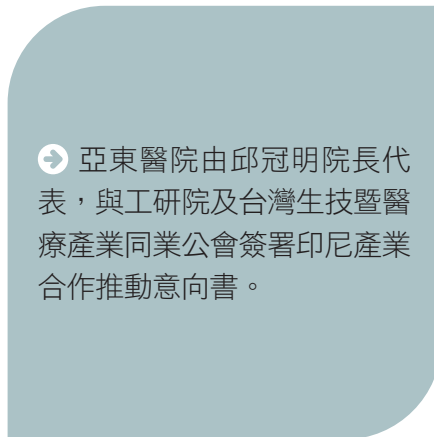 亞東醫院由邱冠明院長代
表，與工研院及台灣生技暨醫
療產業同業公會簽署印尼產業
合作推動意向書。